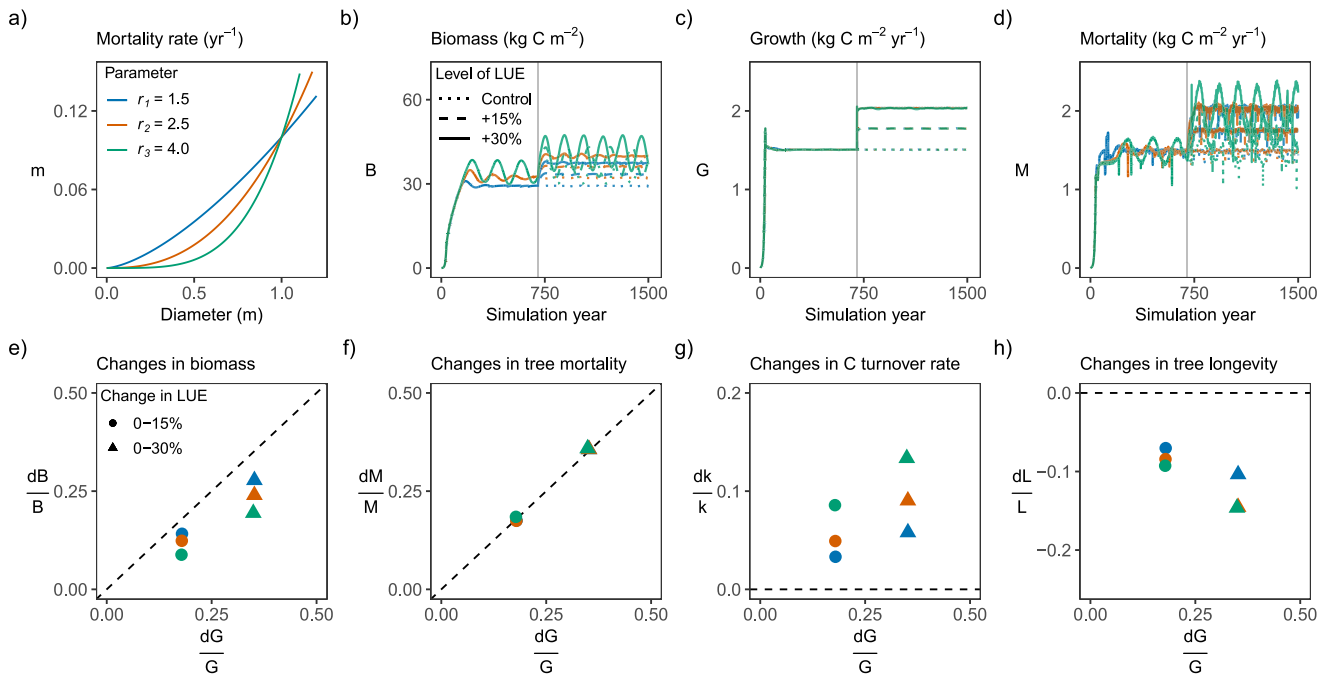 a)
Mortality rate (yr⁻¹)
Parameter
r₁ = 1.5
r₂ = 2.5
r₃ = 4.0
0.12
0.06
0.00
m
0.0
0.5
1.0
Diameter (m)
b)
Biomass (kg C m⁻²)
Level of LUE
Control
+15%
+30%
60
30
0
B
0
750
1500
Simulation year
c)
Growth (kg C m⁻² yr⁻¹)
2
1
0
G
0
750
1500
Simulation year
d)
Mortality (kg C m⁻² yr⁻¹)
2
1
0
M
0
750
1500
Simulation year
e)
Changes in biomass
Change in LUE
0−15%
0−30%
0.50
0.25
0.00
dB
B
0.00
0.25
0.50
dG
G
f)
Changes in tree mortality
0.50
0.25
0.00
dM
M
0.00
0.25
0.50
dG
G
g)
Changes in C turnover rate
0.2
0.1
0.0
dk
k
0.00
0.25
0.50
dG
G
h)
Changes in tree longevity
0.0
−0.1
−0.2
dL
L
0.00
0.25
0.50
dG
G